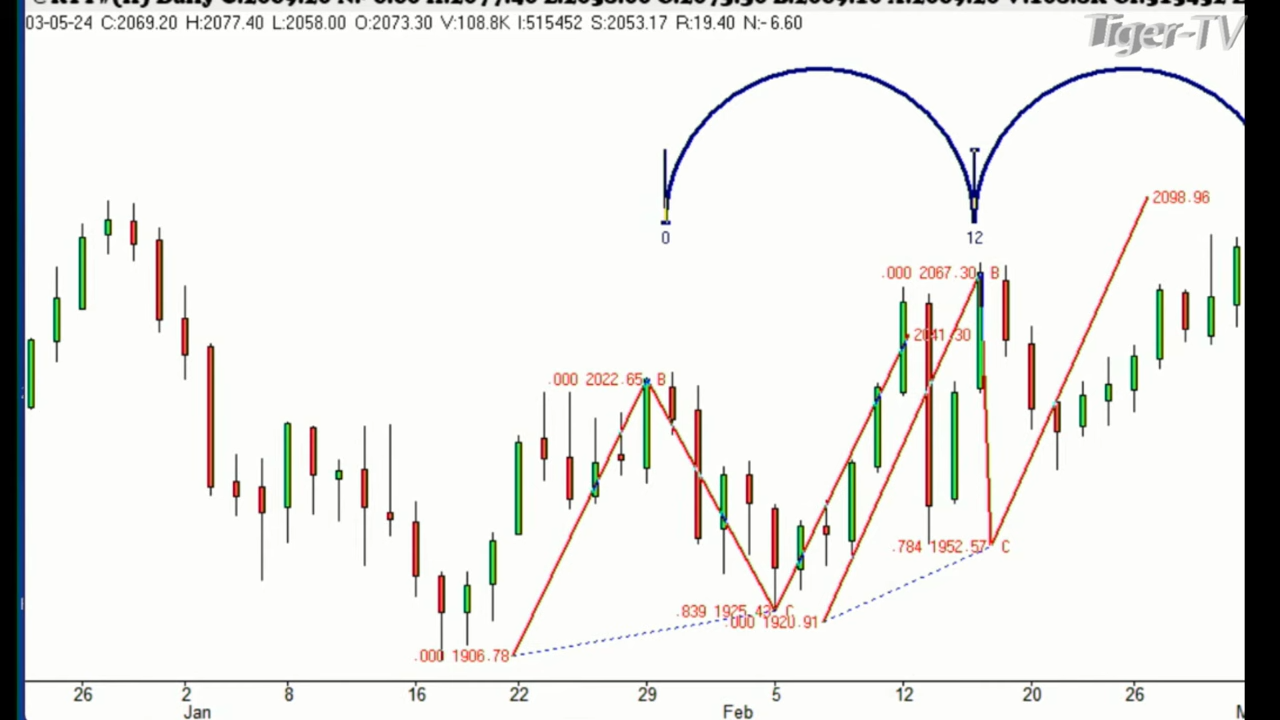 03-05-24 C:2069.20 H:2077.40 L:2058.00 O:2073.30 V:108.8K I:515452 S:2053.17 R:19.40 N:-6.60
Tiger-TV
2098.96
0
12
.000 2067.30 B
2041.30
.000 2022.65 B
.784 1952.57 C
.839 1925.43 C
.000 1920.91
.000 1906.78
26 2 8 16 22 29 5 12 20 26
Jan Feb